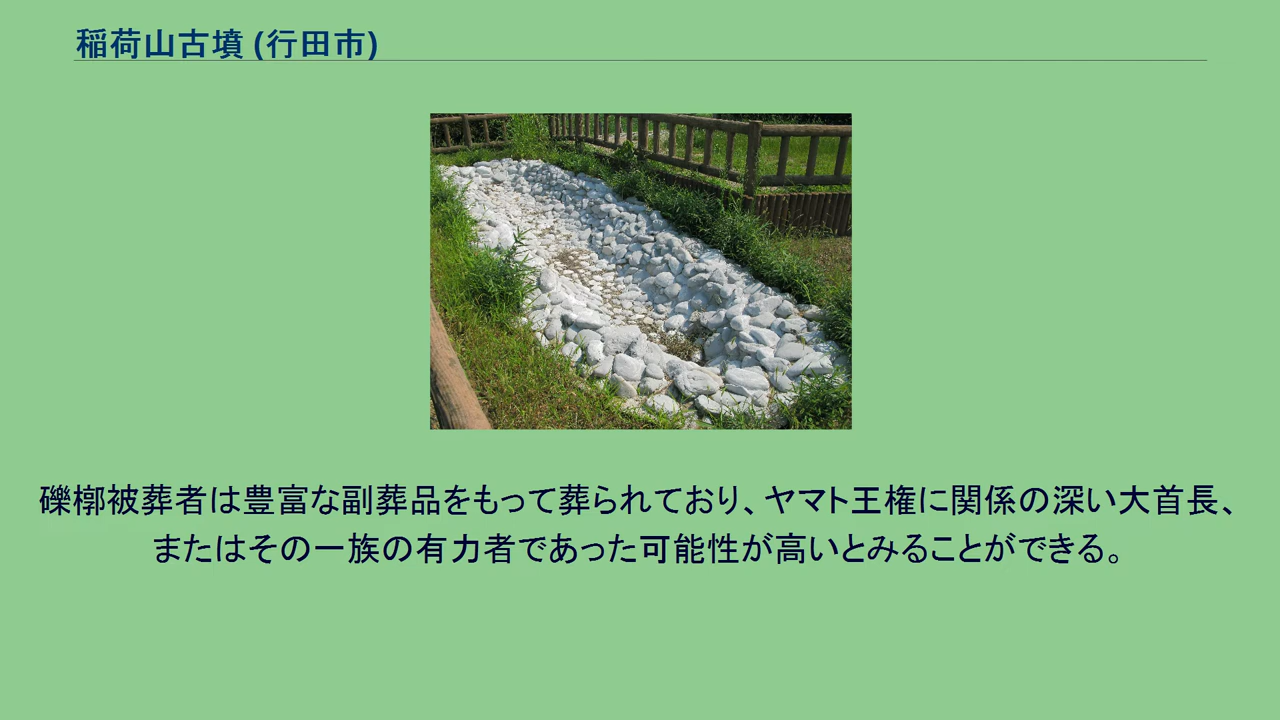 稲荷山古墳 (行田市)
礫槨被葬者は豊富な副葬品をもって葬られており、ヤマト王権に関係の深い大首長、
またはその一族の有力者であった可能性が高いとみることができる。